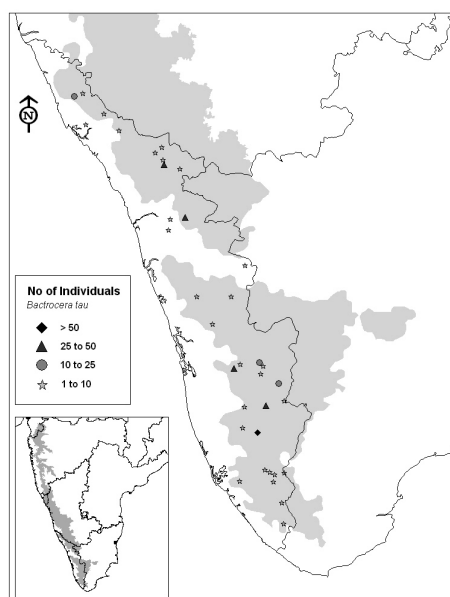 N
No of Individuals
Bactrocera tau
> 50
25 to 50
10 to 25
1 to 10